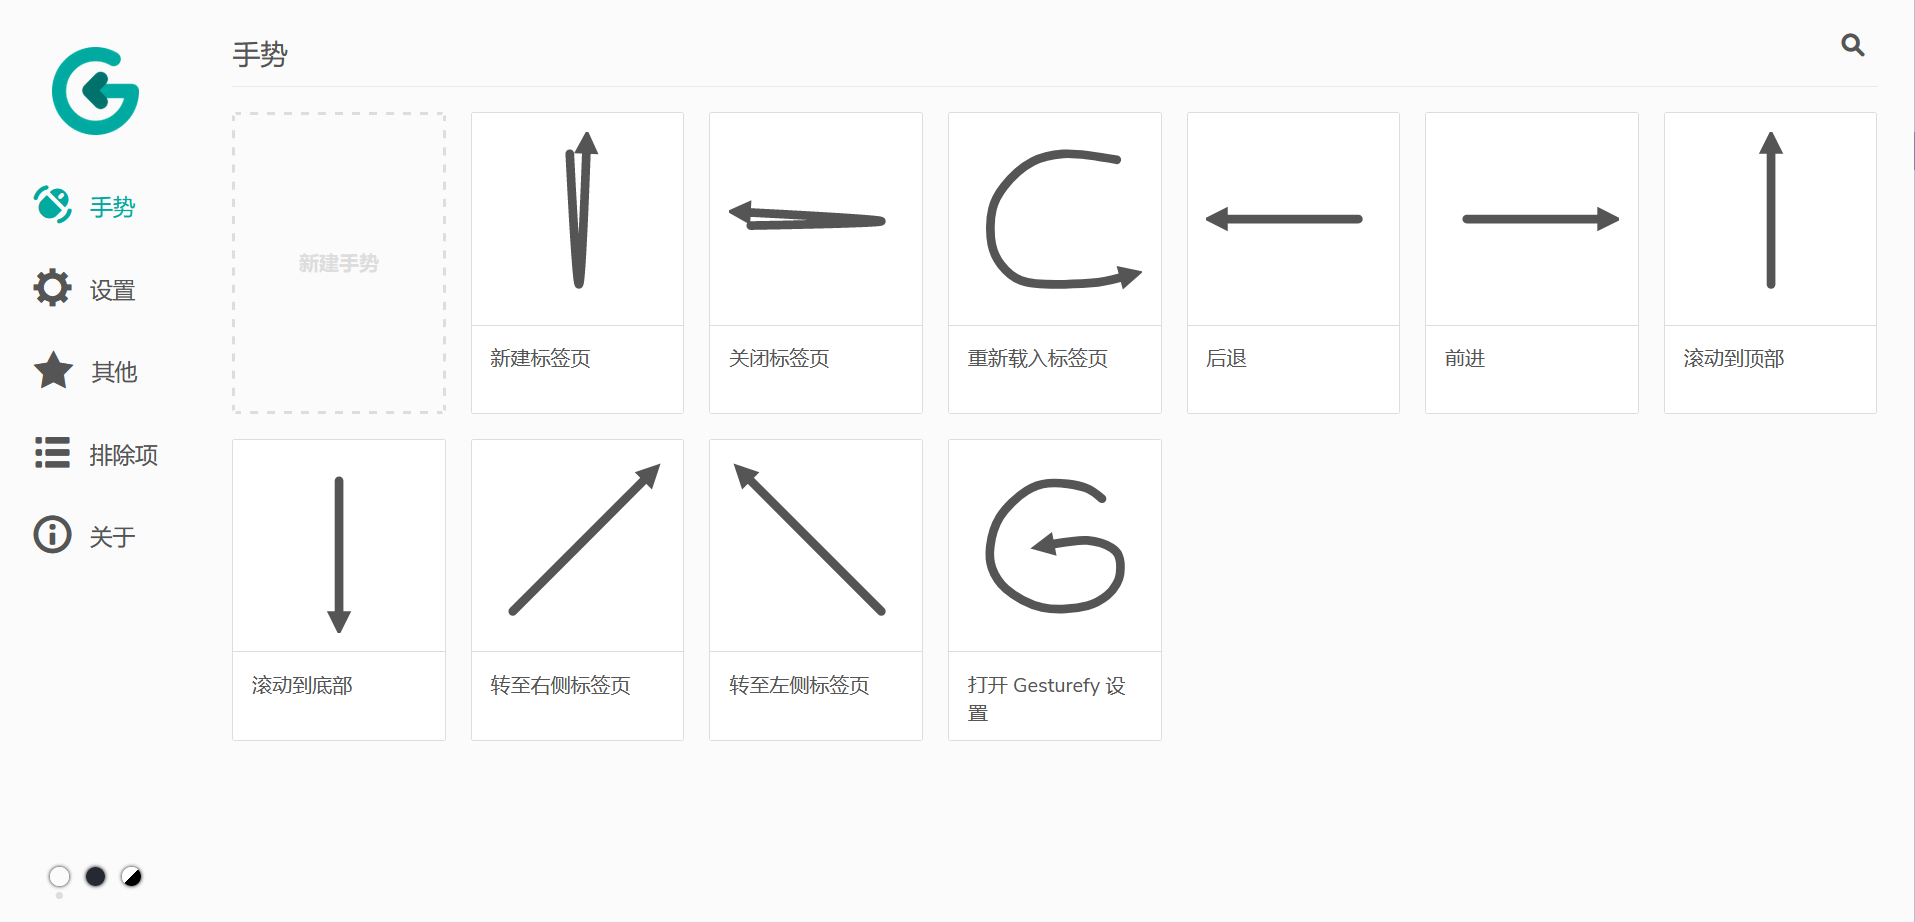 手势
手势
设置
其他
排除项
关于
新建手势
新建标签页
关闭标签页
重新载入标签页
后退
前进
滚动到顶部
滚动到底部
转至右侧标签页
转至左侧标签页
打开 Gesturefy 设
置